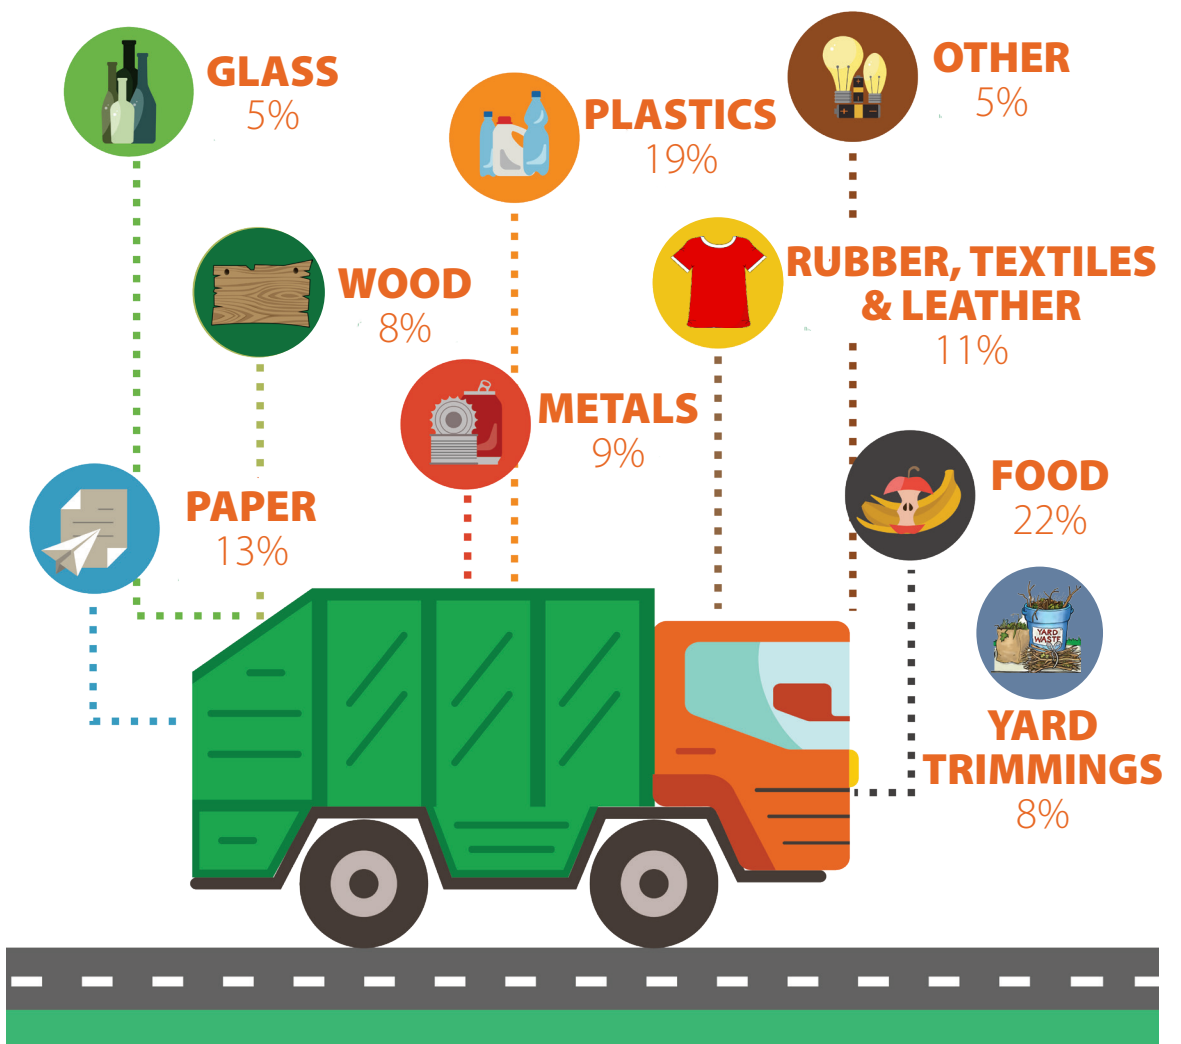 GLASS
5%
PLASTICS
19%
OTHER
5%
WOOD
8%
RUBBER, TEXTILES
& LEATHER
11%
METALS
9%
PAPER
13%
FOOD
22%
YARD
WASTE
YARD
TRIMMINGS
8%